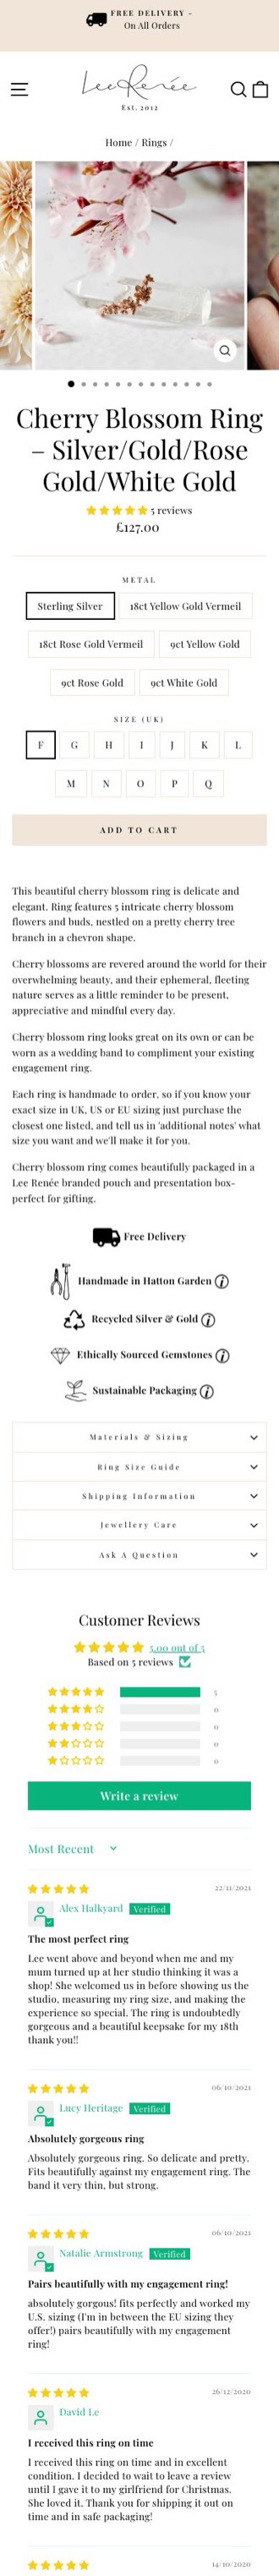 FREE DELIVERY -
On All Orders
LeeRenée
Est. 2012
Home / Rings /
Cherry Blossom Ring
– Silver/Gold/Rose
Gold/White Gold
5 reviews
£127.00
METAL
Sterling Silver
18ct Yellow Gold Vermeil
18ct Rose Gold Vermeil
9ct Yellow Gold
9ct Rose Gold
9ct White Gold
SIZE (UK)
F G H I J K L
M N O P Q
ADD TO CART
This beautiful cherry blossom ring is delicate and
elegant. Ring features 5 intricate cherry blossom
flowers and buds, nestled on a pretty cherry tree
branch in a chevron shape.
Cherry blossoms are revered around the world for their
overwhelming beauty, and their ephemeral, fleeting
nature serves as a little reminder to be present,
appreciative and mindful every day.
Cherry blossom ring looks great on its own or can be
worn as a wedding band to compliment your existing
engagement ring.
Each ring is handmade to order, so if you know your
exact size in UK, US or EU sizing just purchase the
closest one listed, and tell us in 'additional notes' what
size you want and we'll make it for you.
Cherry blossom ring comes beautifully packaged in a
Lee Renée branded pouch and presentation box-
perfect for gifting.
Free Delivery
Handmade in Hatton Garden i
Recycled Silver & Gold i
Ethically Sourced Gemstones i
Sustainable Packaging i
Materials & Sizing
Ring Size Guide
Shipping Information
Jewellery Care
Ask A Question
Customer Reviews
5.00 out of 5
Based on 5 reviews
5
0
0
0
0
Write a review
Most Recent
22/11/2021
Alex Halkyard Verified
The most perfect ring
Lee went above and beyond when me and my
mum turned up at her studio thinking it was a
shop! She welcomed us in before showing us the
studio, measuring my ring size, and making the
experience so special. The ring is undoubtedly
gorgeous and a beautiful keepsake for my 18th
thank you!!
06/10/2021
Lucy Heritage Verified
Absolutely gorgeous ring
Absolutely gorgeous ring. So delicate and pretty.
Fits beautifully against my engagement ring. The
band it very thin, but strong.
06/10/2021
Natalie Armstrong Verified
Pairs beautifully with my engagement ring!
absolutely gorgous! fits perfectly and worked my
U.S. sizing (I'm in between the EU sizing they
offer!) pairs beautifully with my engagement
ring!
26/12/2020
David Le
I received this ring on time
I received this ring on time and in excellent
condition. I decided to wait to leave a review
until I gave it to my girlfriend for Christmas.
She loved it. Thank you for shipping it out on
time and in safe packaging!
14/10/2020